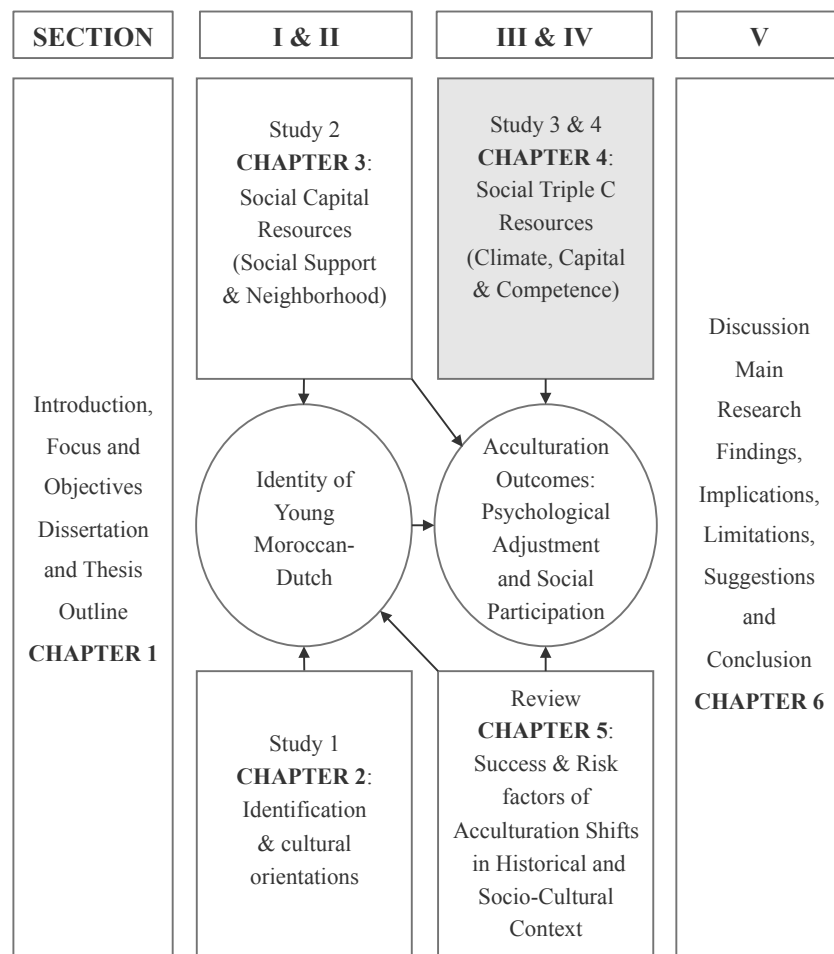 SECTION
I & II
III & IV
V
Introduction,
Focus and
Objectives
Dissertation
and Thesis
Outline
CHAPTER 1
Study 2
CHAPTER 3:
Social Capital
Resources
(Social Support
& Neighborhood)
Study 3 & 4
CHAPTER 4:
Social Triple C
Resources
(Climate, Capital
& Competence)
Identity of
Young
Moroccan-
Dutch
Acculturation
Outcomes:
Psychological
Adjustment
and Social
Participation
Study 1
CHAPTER 2:
Identification
& cultural
orientations
Review
CHAPTER 5:
Success & Risk
factors of
Acculturation Shifts
in Historical and
Socio-Cultural
Context
Discussion
Main
Research
Findings,
Implications,
Limitations,
Suggestions
and
Conclusion
CHAPTER 6